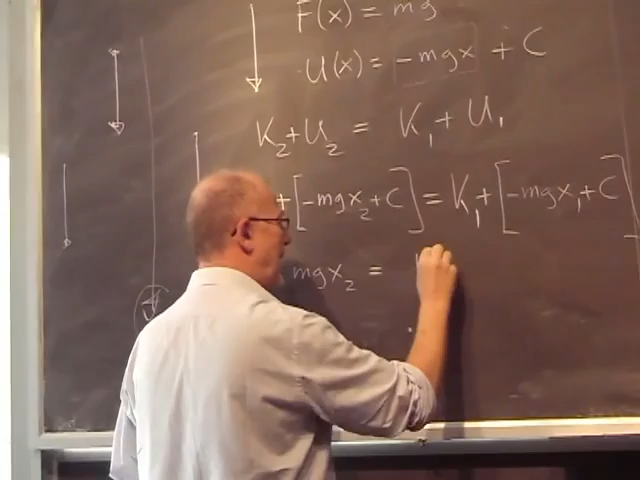 F(x) = mg
U(x) = -mgx + C
K₂+U₂ = K₁+U₁
+[-mgx₂+C] = K₁+[-mgx₁+C]
mgx₂ =